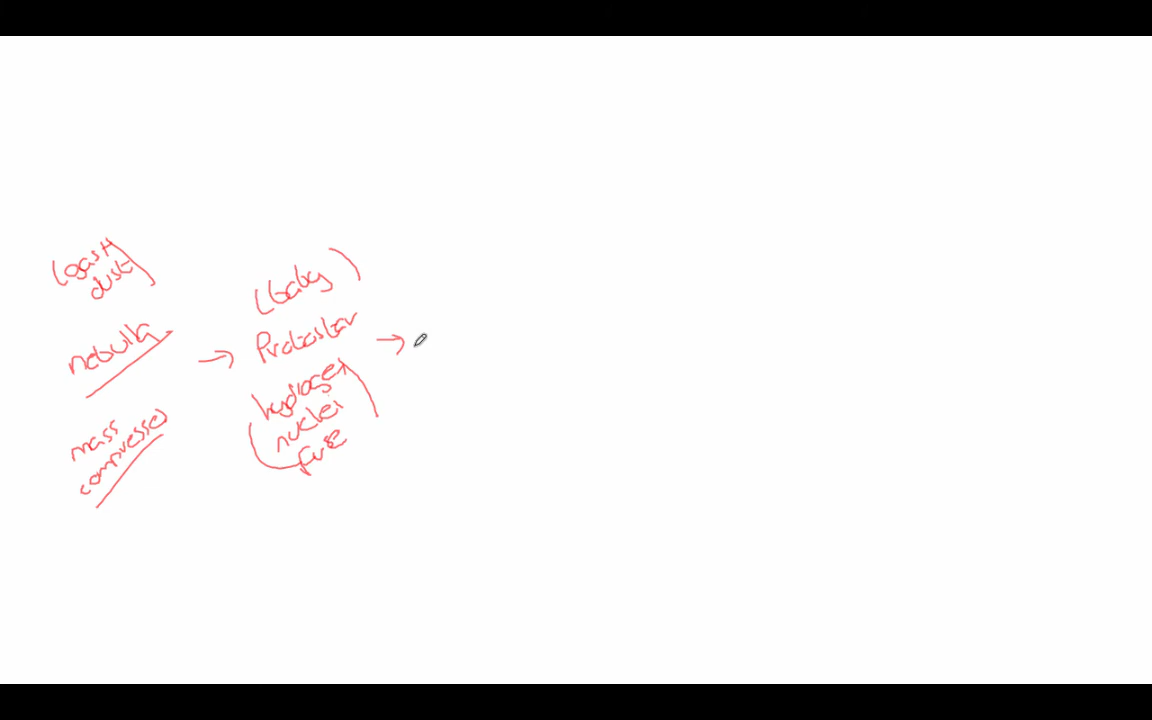 (gas +
dust)
nebula
mass
compressed
→
(baby)
Protostar
hydrogen
nuclei
fuse
→